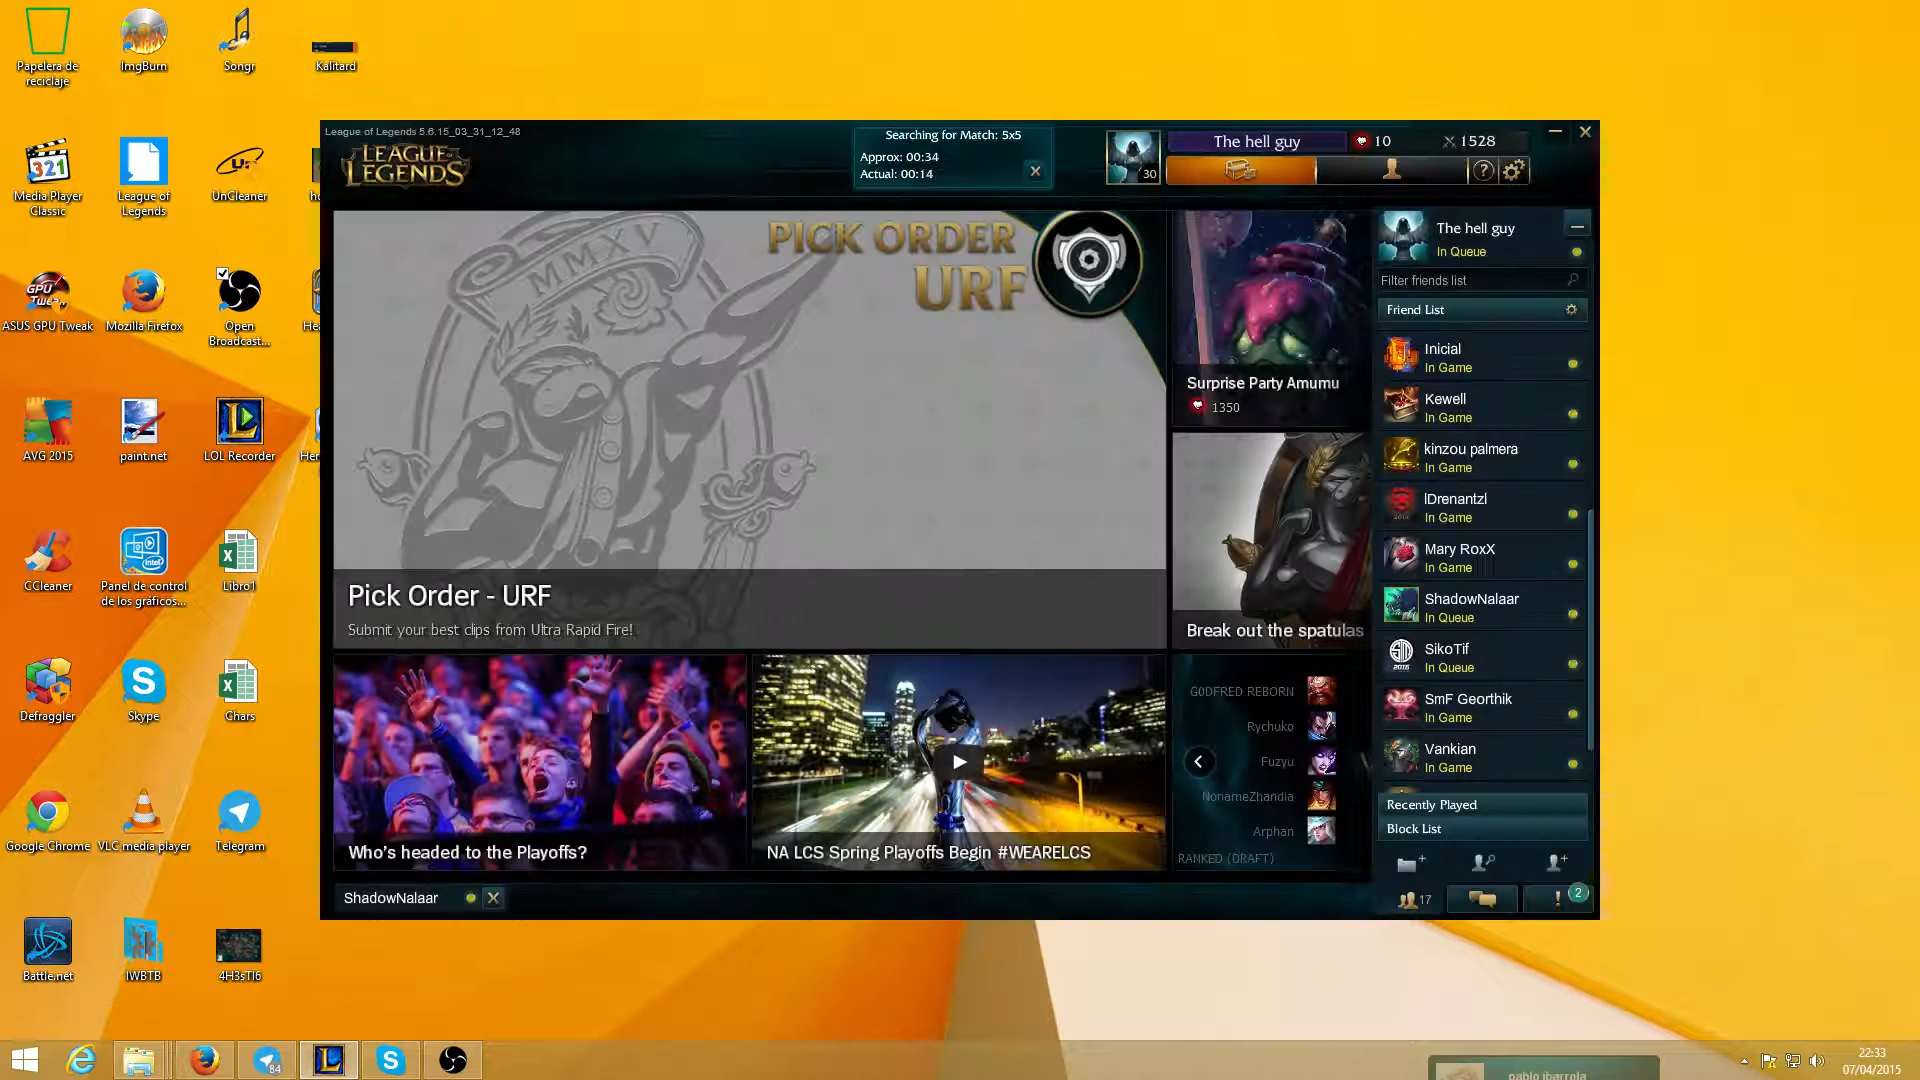 Papelera de
reciclaje
ImgBurn
Songr
Kalitard
Media Player
Classic
League of
Legends
UnCleaner
ASUS GPU Tweak
Mozilla Firefox
Open
Broadcast...
AVG 2015
paint.net
LOL Recorder
CCleaner
Panel de control
de los gráficos...
Libro1
Defraggler
Skype
Chars
Google Chrome
VLC media player
Telegram
Battle.net
IWBTB
4H3sTl6
League of Legends 5.6.15_03_31_12_48
LEAGUE OF
LEGENDS
Searching for Match: 5x5
Approx: 00:34
Actual: 00:14
30
The hell guy
10
1528
MMXV
PICK ORDER
URF
Pick Order - URF
Submit your best clips from Ultra Rapid Fire!
Surprise Party Amumu
1350
Break out the spatulas
Who's headed to the Playoffs?
NA LCS Spring Playoffs Begin #WEARELCS
G0DFRED REBORN
Rychuko
Fuzyu
NonameZhandia
Arphan
RANKED (DRAFT)
The hell guy
In Queue
Filter friends list
Friend List
Inicial
In Game
Kewell
In Game
kinzou palmera
In Game
lDrenantzl
In Game
Mary RoxX
In Game
ShadowNalaar
In Queue
SikoTif
In Queue
SmF Georthik
In Game
Vankian
In Game
Recently Played
Block List
17
2
ShadowNalaar
84
pablo ibarrola
22:33
07/04/2015